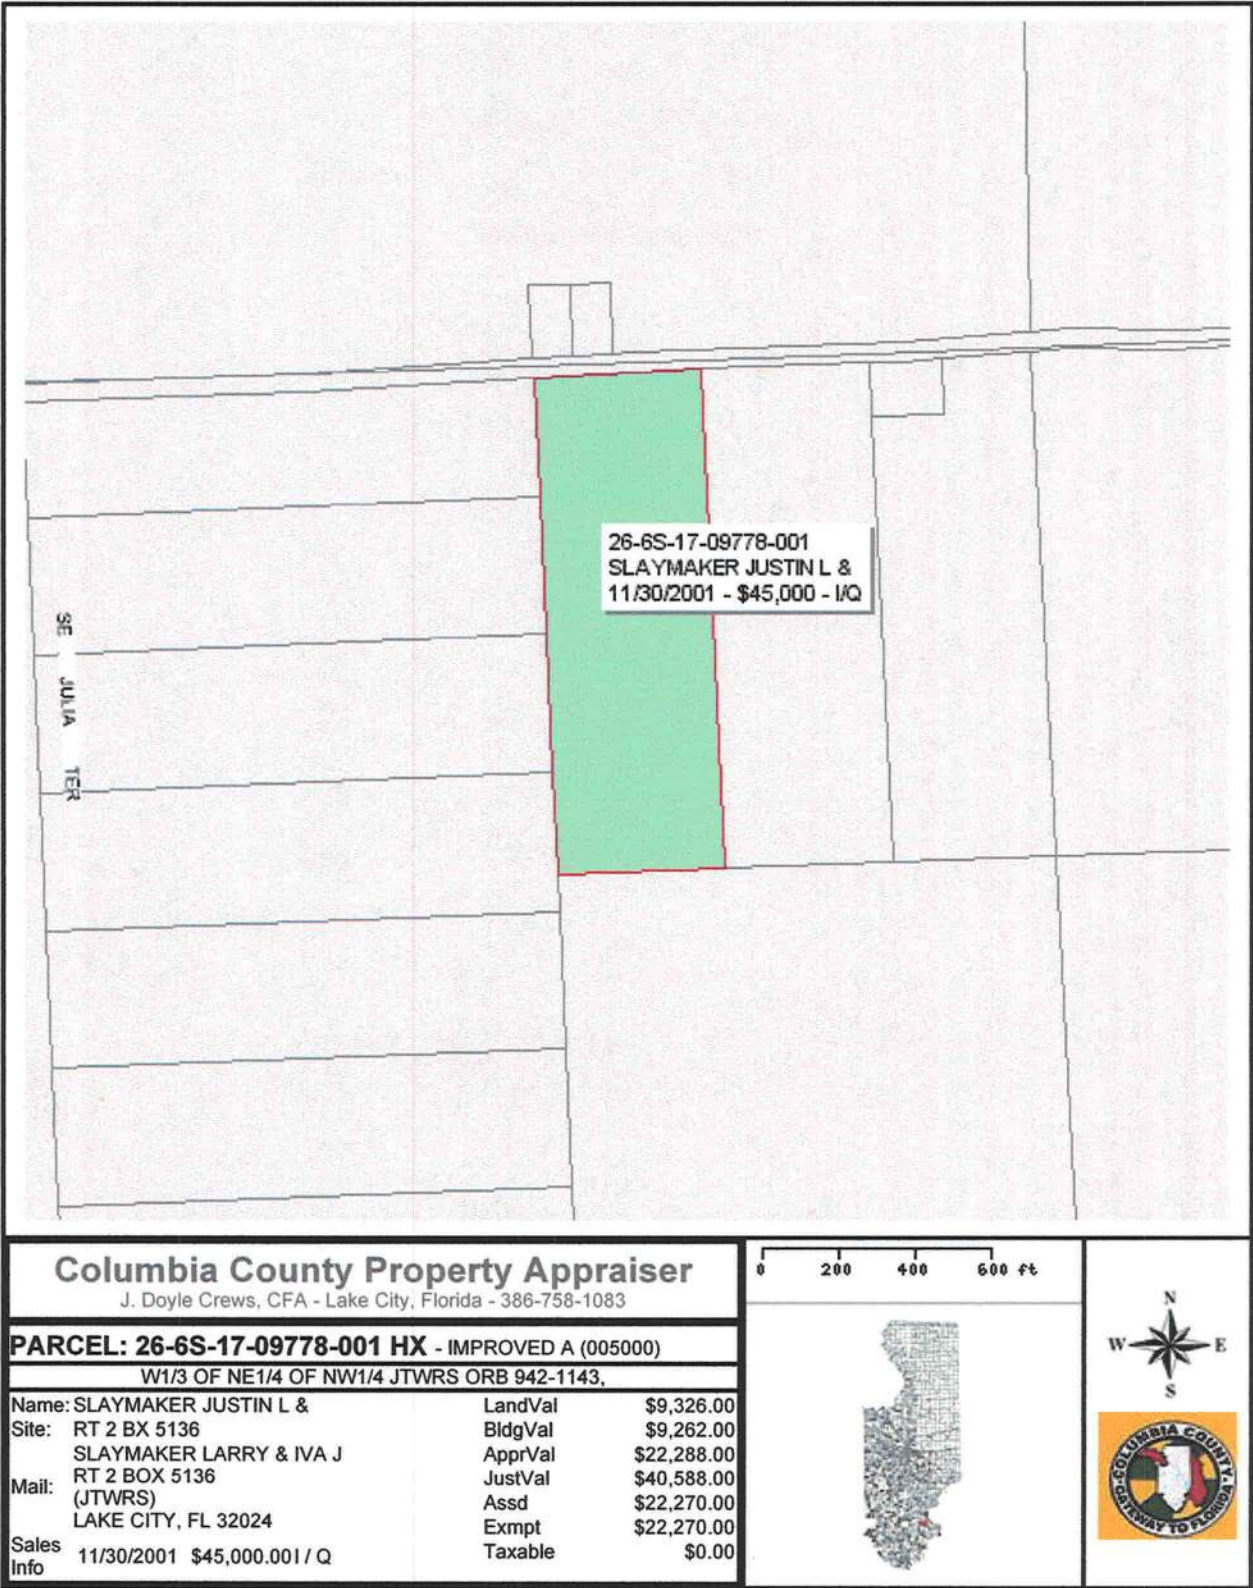 26-6S-17-09778-001
SLAYMAKER JUSTIN L &
11/30/2001 - $45,000 - I/Q
SE JULIA TER
Columbia County Property Appraiser
J. Doyle Crews, CFA - Lake City, Florida - 386-758-1083
PARCEL: 26-6S-17-09778-001 HX - IMPROVED A (005000)
W1/3 OF NE1/4 OF NW1/4 JTWRS ORB 942-1143,
Name: SLAYMAKER JUSTIN L &
Site: RT 2 BX 5136
Mail: SLAYMAKER LARRY & IVA J
RT 2 BOX 5136
(JTWRS)
LAKE CITY, FL 32024
Sales Info 11/30/2001 $45,000.00I / Q
LandVal $9,326.00
BldgVal $9,262.00
ApprVal $22,288.00
JustVal $40,588.00
Assd $22,270.00
Exmpt $22,270.00
Taxable $0.00
0 200 400 600 ft
N
W E
S
COLUMBIA COUNTY
GATEWAY TO FLORIDA